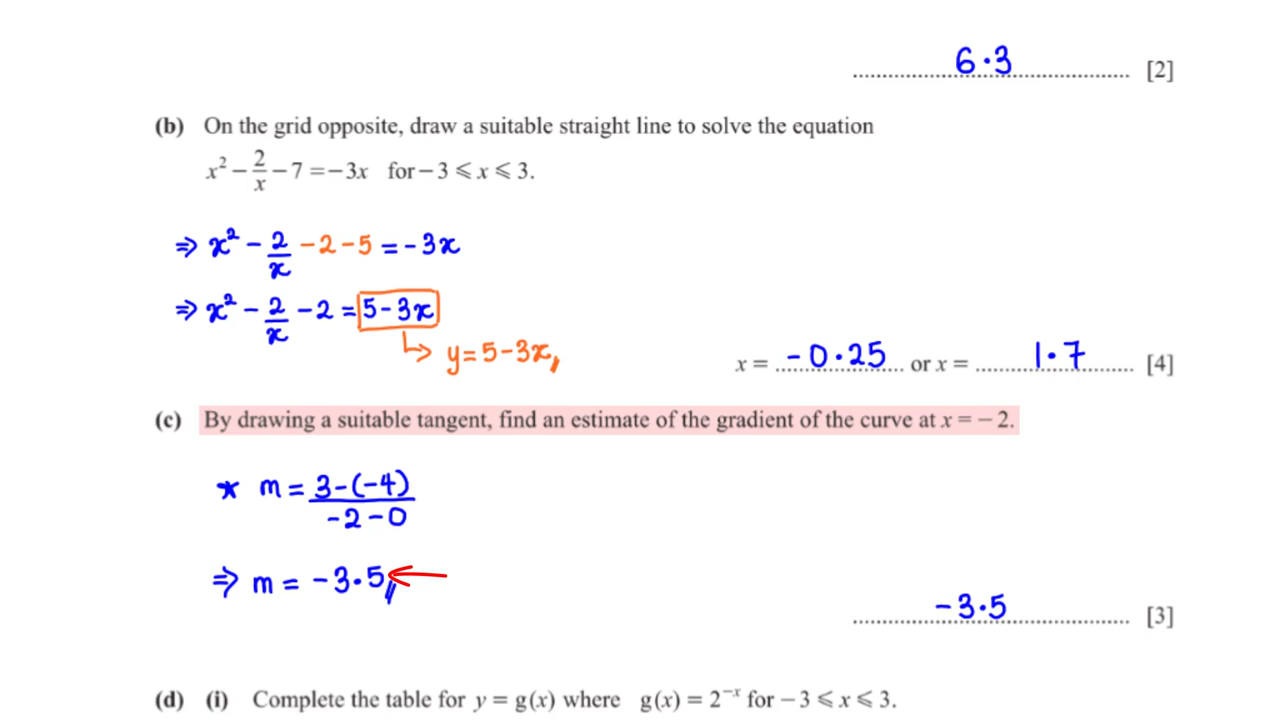 6.3 [2]
(b) On the grid opposite, draw a suitable straight line to solve the equation
x² − 2/x − 7 = −3x for −3 ⩽ x ⩽ 3.
⇒ x² − 2/x − 2 − 5 = −3x
⇒ x² − 2/x − 2 = 5 − 3x
↳ y = 5 − 3x,
x = −0.25 or x = 1.7 [4]
(c) By drawing a suitable tangent, find an estimate of the gradient of the curve at x = − 2.
* m = 3−(−4)/−2−0
⇒ m = −3.5
−3.5 [3]
(d) (i) Complete the table for y = g(x) where g(x) = 2⁻ˣ for −3 ⩽ x ⩽ 3.